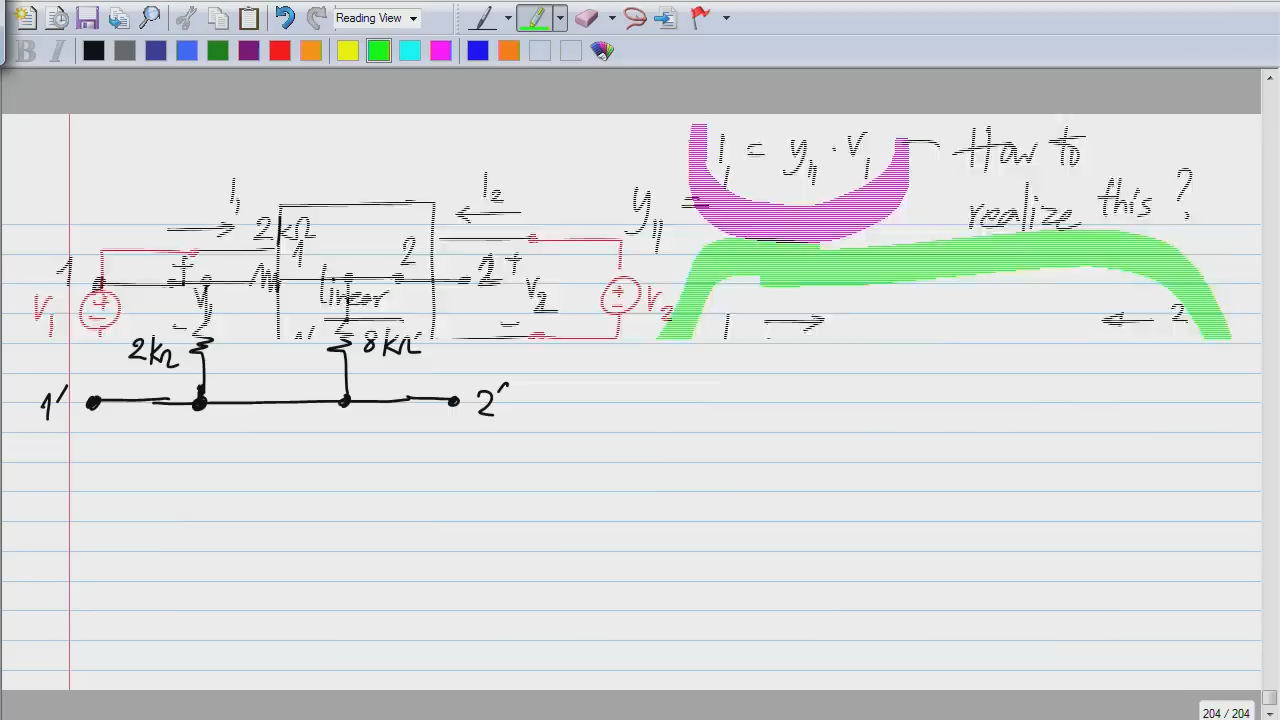 Reading View
B I
I₁ = y₁₁ · v₁ How to
realize this ?
I₁ I₂ y₁₁ =
2kΩ
1 1 2 2
+ v₁ - linear + v₂ -
v₁ v₂
1 2
2kΩ 8kΩ
1′ 2′
204 / 204